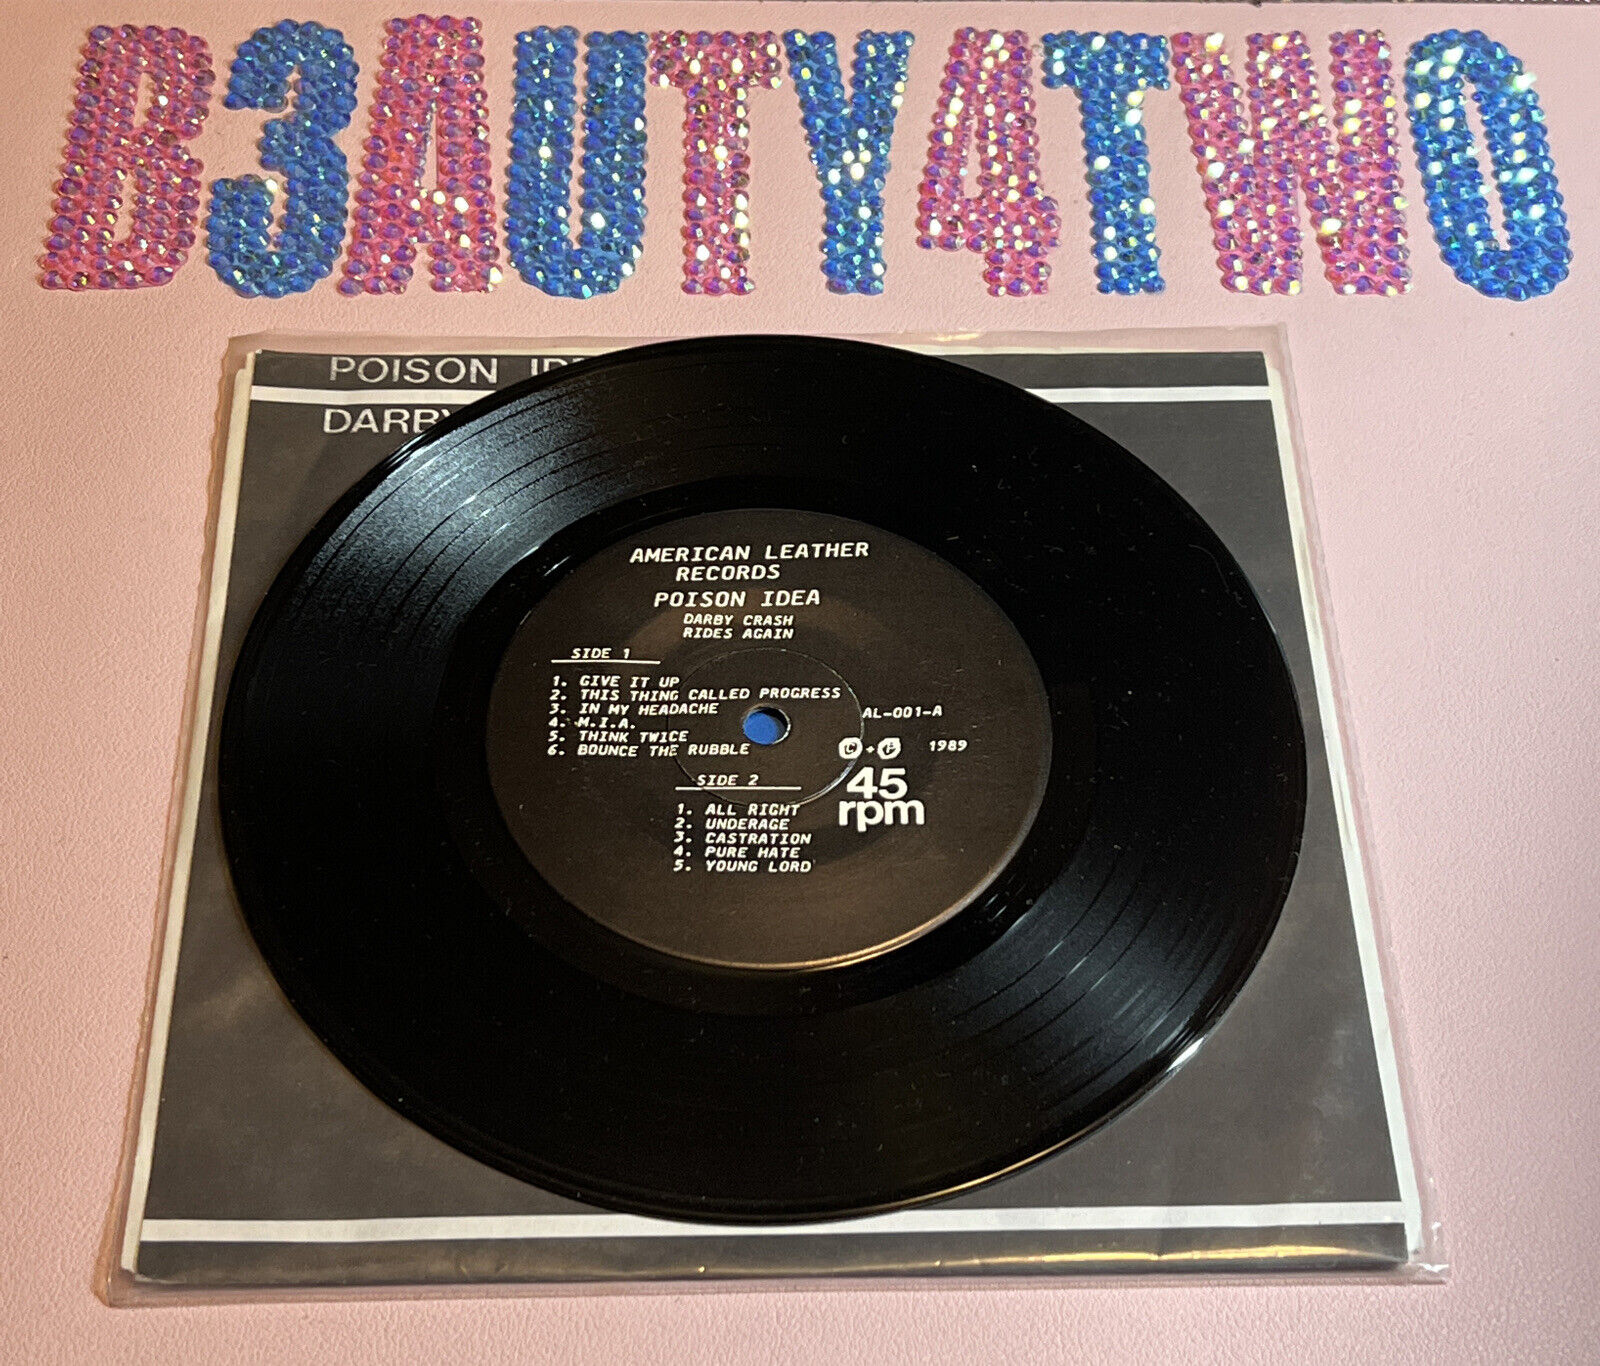 B3AUTY4TWO
POISON
DARBY
AMERICAN LEATHER
RECORDS
POISON IDEA
DARBY CRASH
RIDES AGAIN
SIDE 1
1. GIVE IT UP
2. THIS THING CALLED PROGRESS
3. IN MY HEADACHE
4. M.I.A.
5. THINK TWICE
6. BOUNCE THE RUBBLE
AL-001-A
© + ℗ 1989
45
rpm
SIDE 2
1. ALL RIGHT
2. UNDERAGE
3. CASTRATION
4. PURE HATE
5. YOUNG LORD